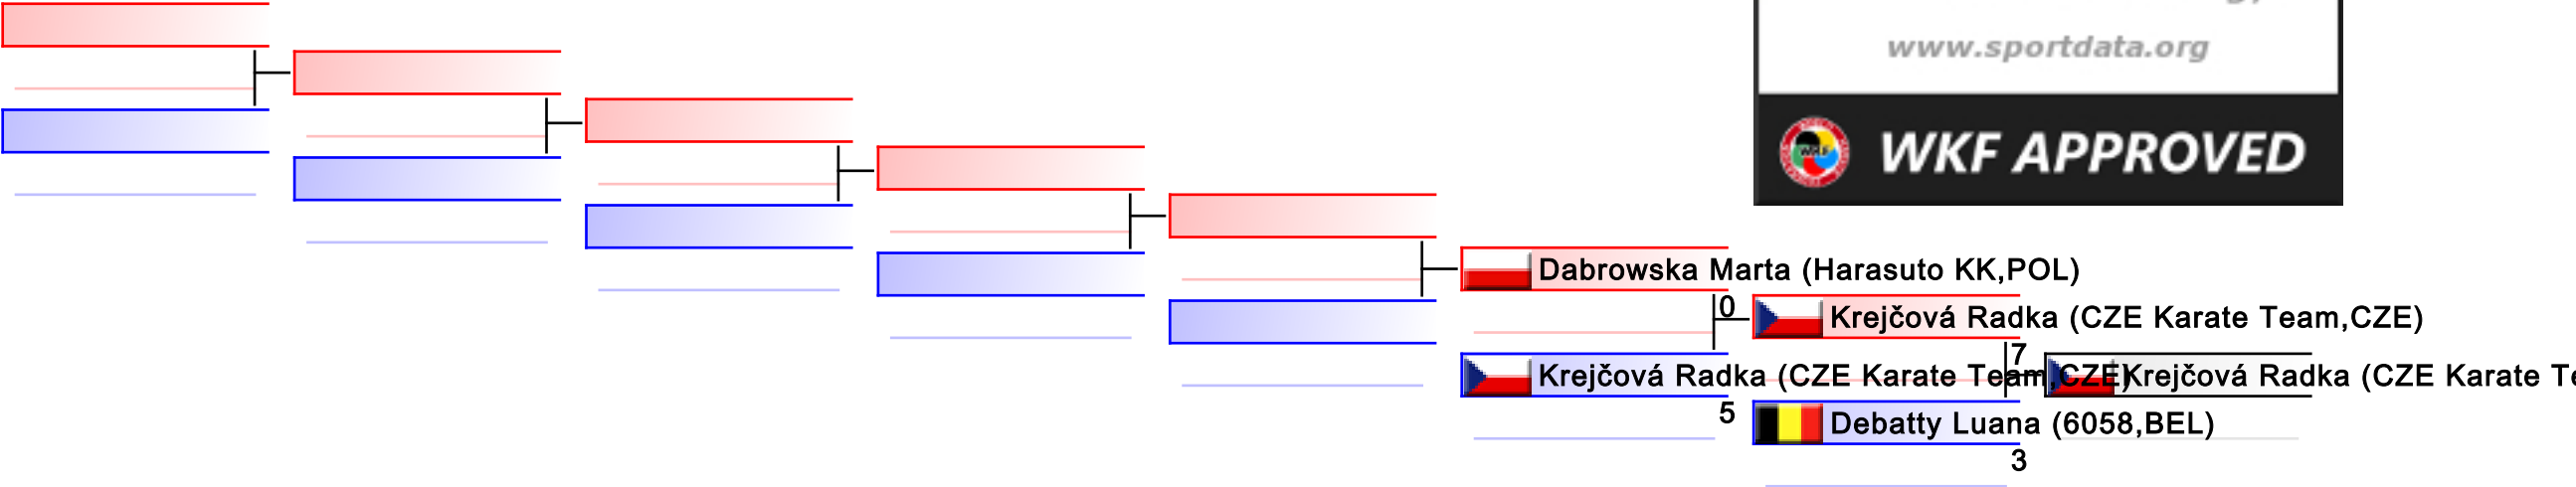 www.sportdata.org
WKF APPROVED
Dabrowska Marta (Harasuto KK,POL)
0
Krejčová Radka (CZE Karate Team,CZE)
7
Krejčová Radka (CZE Karate Team,CZE)
Krejčová Radka (CZE Karate Te
5
Debatty Luana (6058,BEL)
3